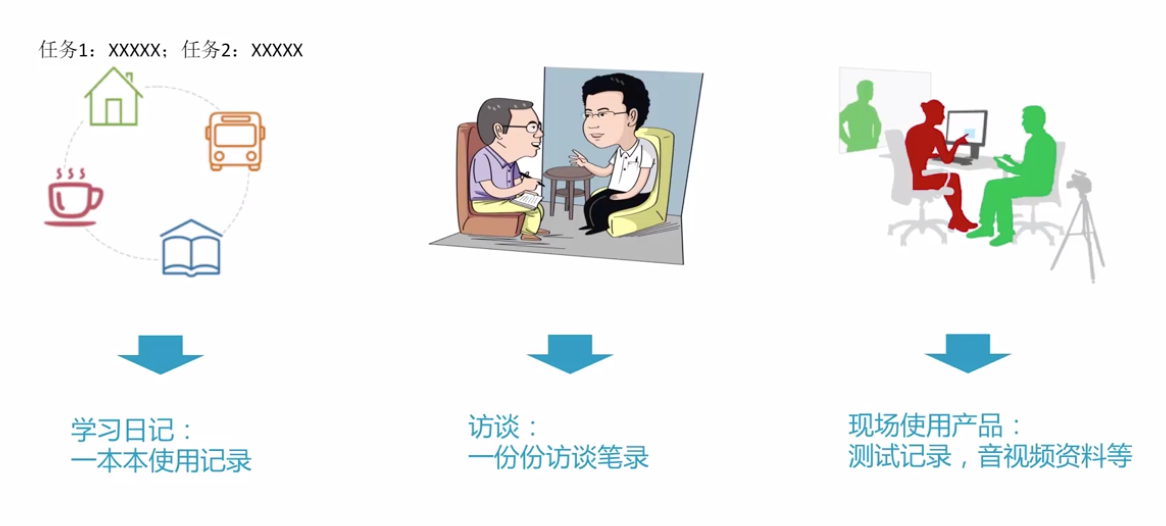 任务1：XXXXX；任务2：XXXXX
学习日记：
一本本使用记录
访谈：
一份份访谈笔录
现场使用产品：
测试记录，音视频资料等